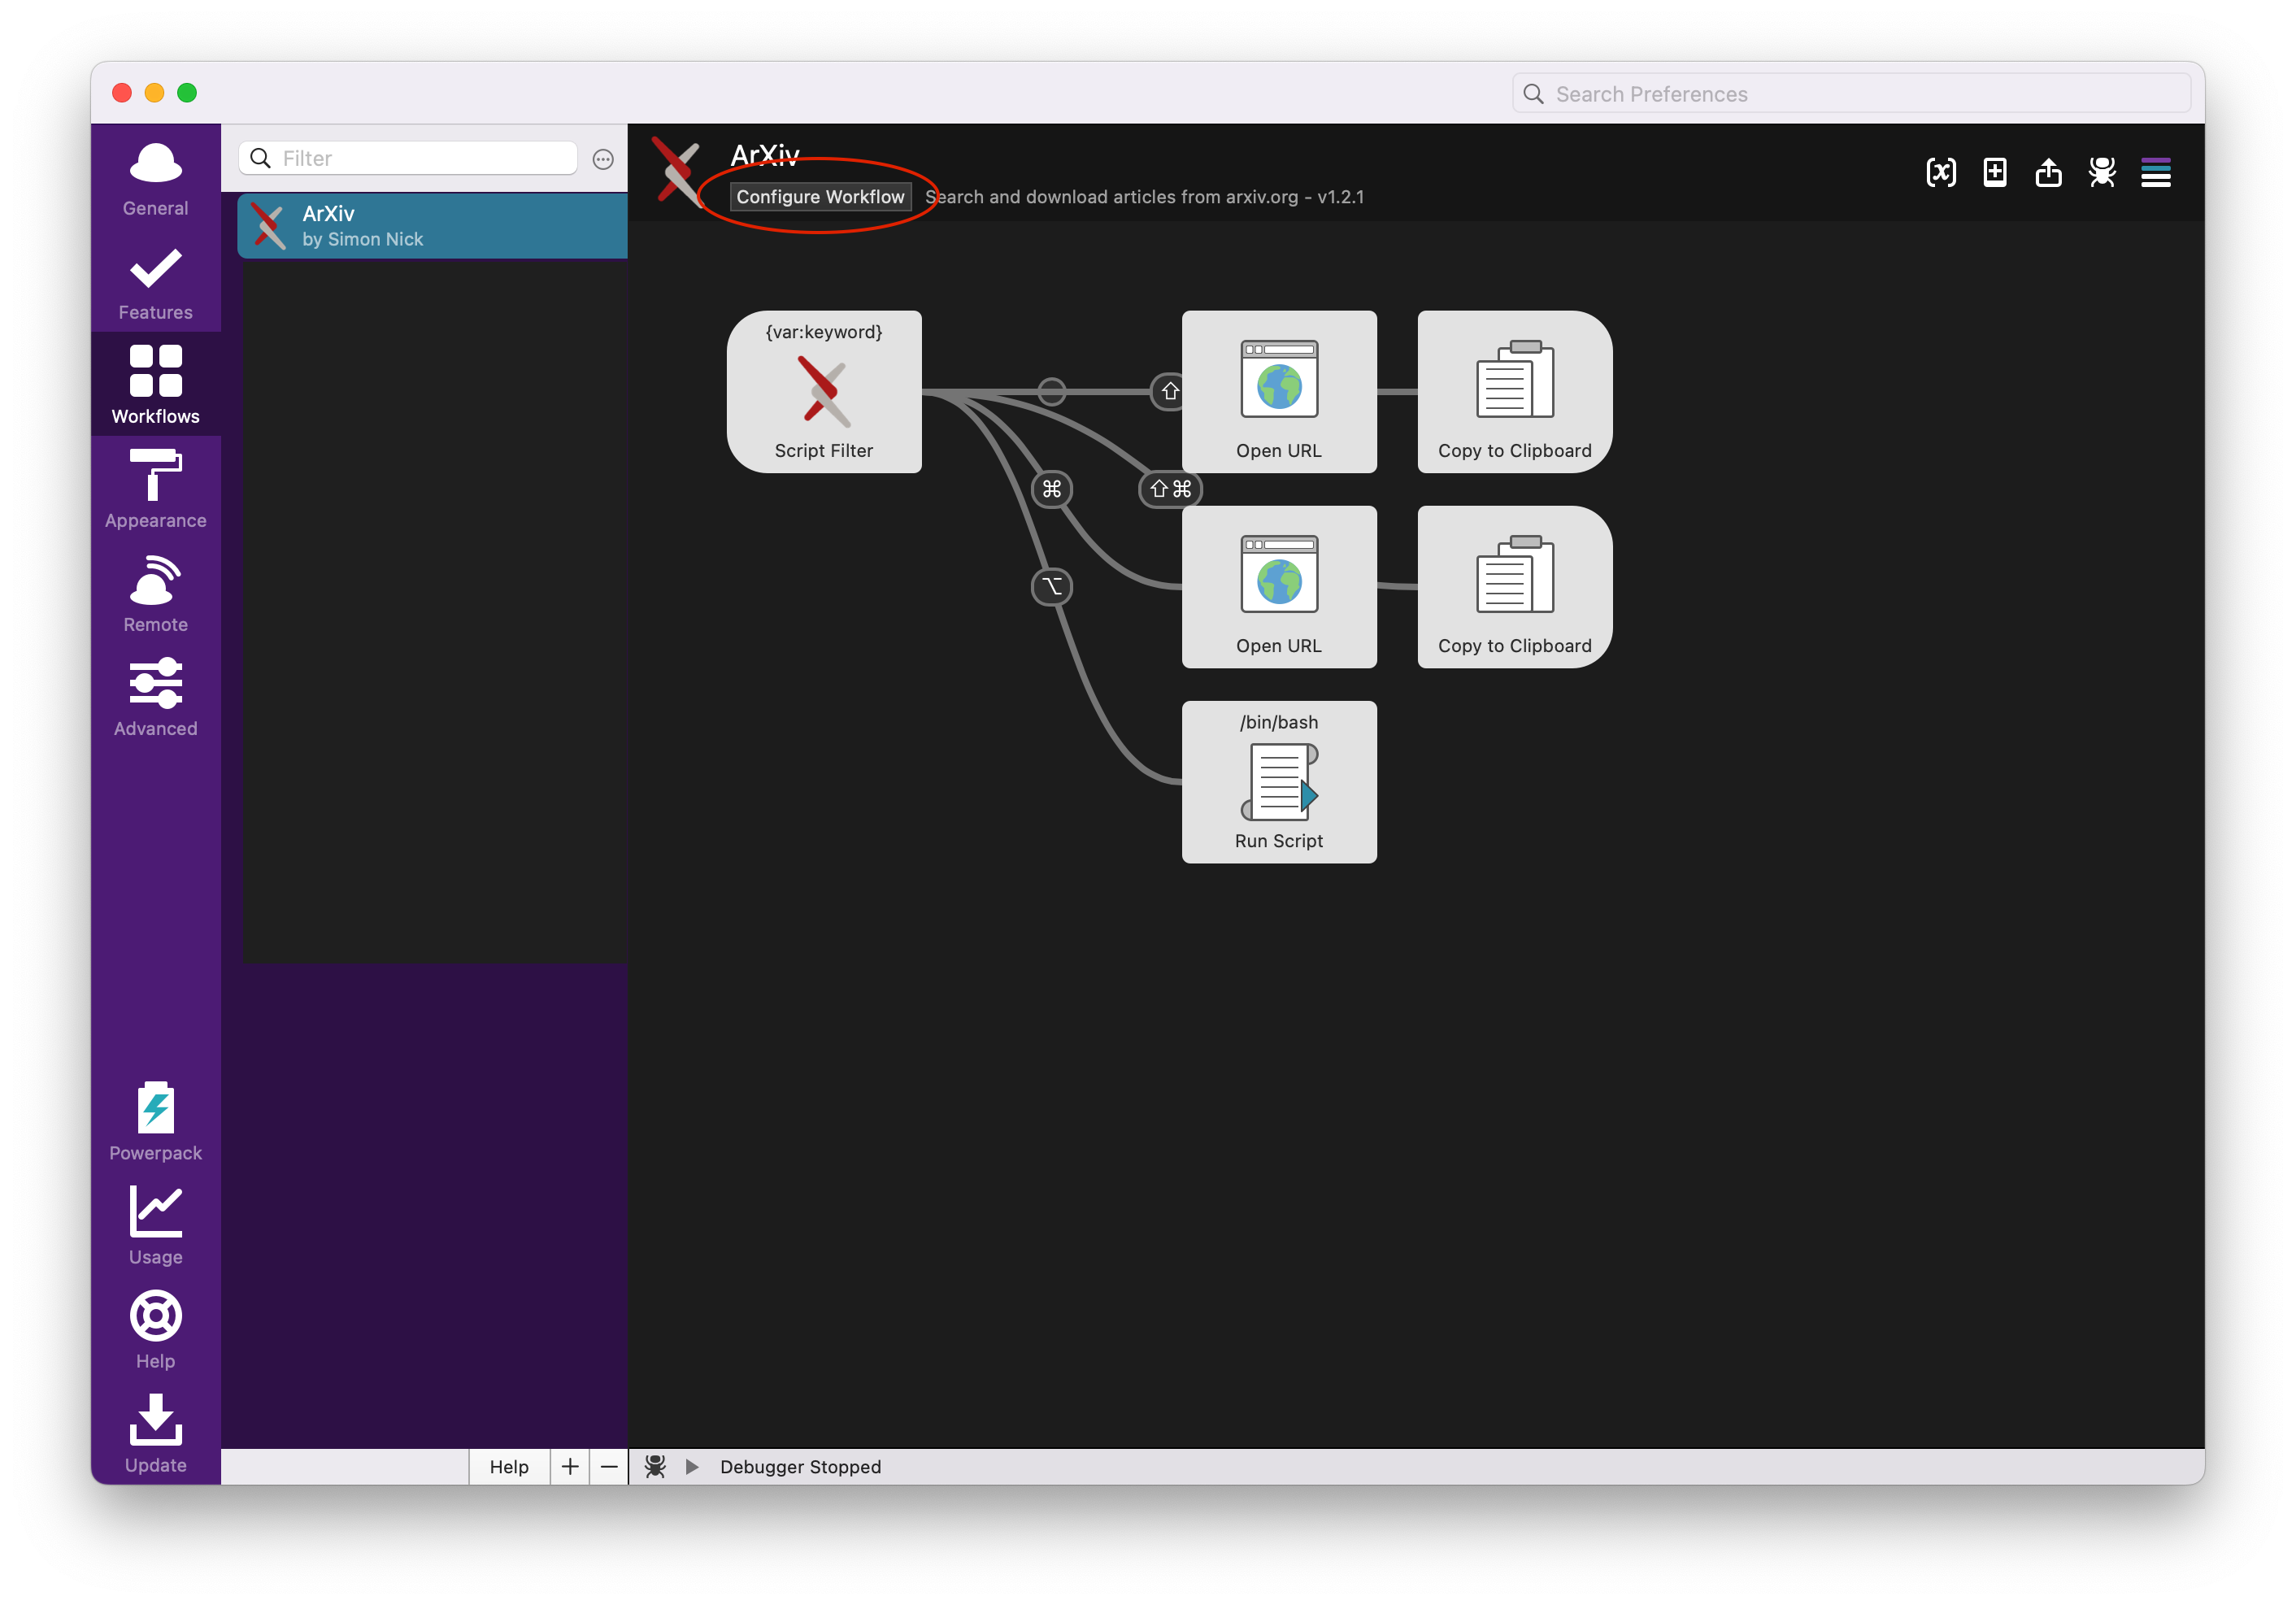 Search Preferences
General
Features
Workflows
Appearance
Remote
Advanced
Powerpack
Usage
Help
Update
Filter
ArXiv
by Simon Nick
Help
ArXiv
Configure Workflow Search and download articles from arxiv.org - v1.2.1
{var:keyword}
Script Filter
Open URL
Copy to Clipboard
Open URL
Copy to Clipboard
/bin/bash
Run Script
Debugger Stopped